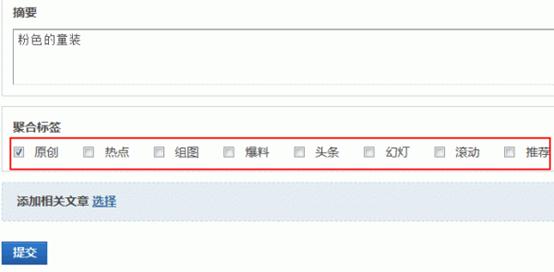 摘要
粉色的童装
聚合标签
原创 热点 组图 爆料 头条 幻灯 滚动 推荐
添加相关文章 选择
提交